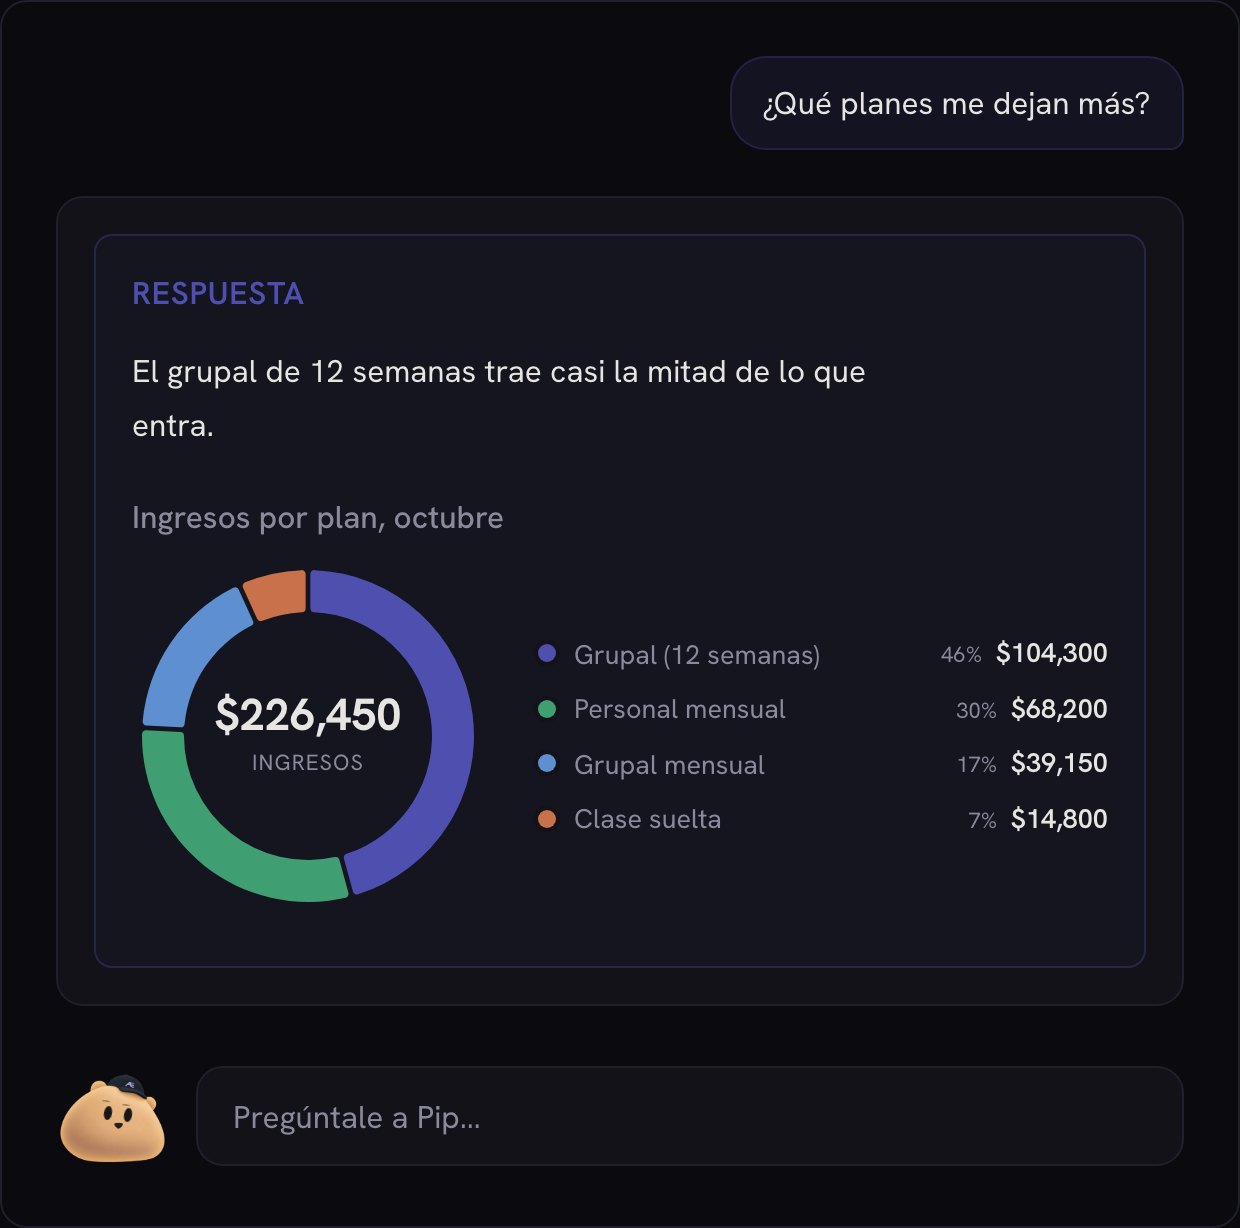 ¿Qué planes me dejan más?
RESPUESTA
El grupal de 12 semanas trae casi la mitad de lo que
entra.
Ingresos por plan, octubre
$226,450
INGRESOS
Grupal (12 semanas) 46% $104,300
Personal mensual 30% $68,200
Grupal mensual 17% $39,150
Clase suelta 7% $14,800
Pregúntale a Pip...